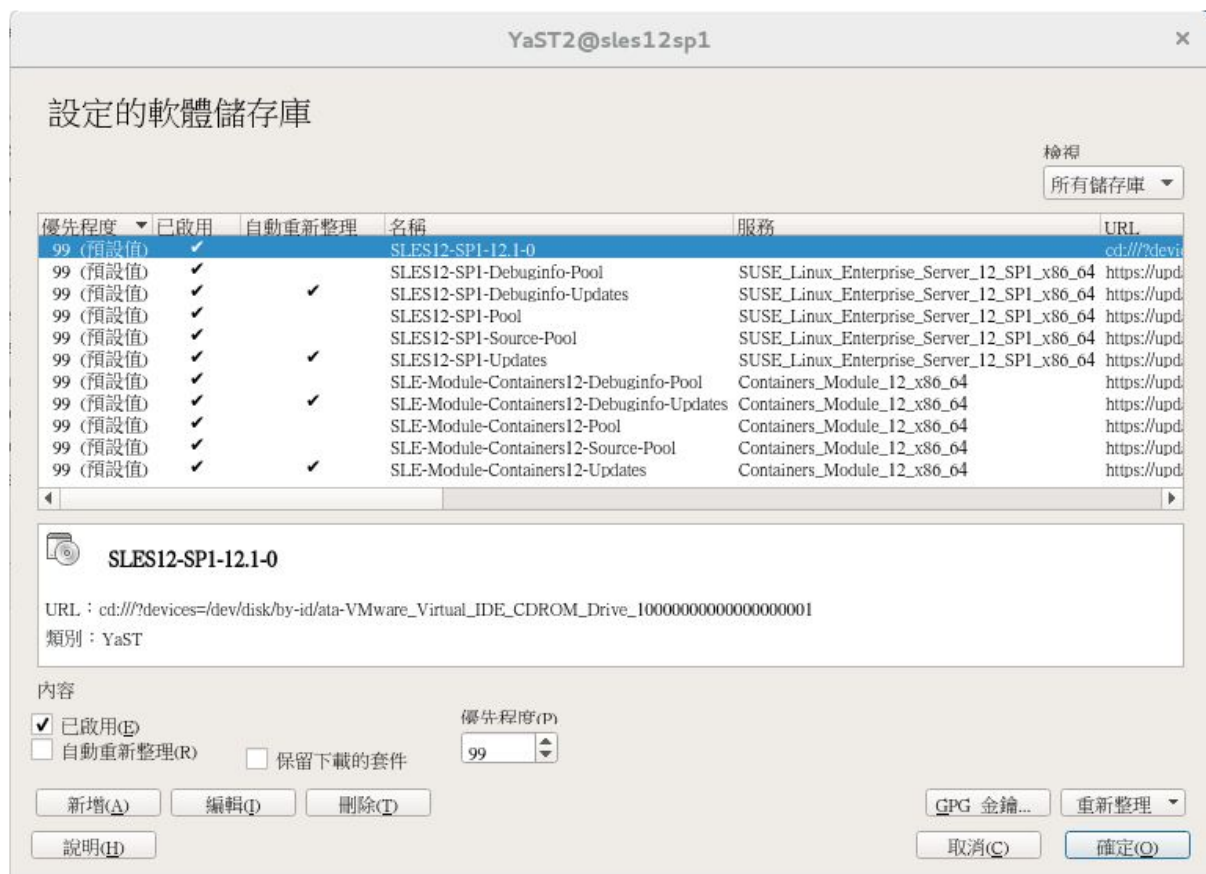 YaST2@sles12sp1
設定的軟體儲存庫
檢視
所有儲存庫
優先程度 已啟用 自動重新整理 名稱 服務 URL
99 (預設值) ✔ SLES12-SP1-12.1-0 cd:///?devi
99 (預設值) ✔ SLES12-SP1-Debuginfo-Pool SUSE_Linux_Enterprise_Server_12_SP1_x86_64 https://upd
99 (預設值) ✔ ✔ SLES12-SP1-Debuginfo-Updates SUSE_Linux_Enterprise_Server_12_SP1_x86_64 https://upd
99 (預設值) ✔ SLES12-SP1-Pool SUSE_Linux_Enterprise_Server_12_SP1_x86_64 https://upd
99 (預設值) ✔ SLES12-SP1-Source-Pool SUSE_Linux_Enterprise_Server_12_SP1_x86_64 https://upd
99 (預設值) ✔ ✔ SLES12-SP1-Updates SUSE_Linux_Enterprise_Server_12_SP1_x86_64 https://upd
99 (預設值) ✔ SLE-Module-Containers12-Debuginfo-Pool Containers_Module_12_x86_64 https://upd
99 (預設值) ✔ ✔ SLE-Module-Containers12-Debuginfo-Updates Containers_Module_12_x86_64 https://upd
99 (預設值) ✔ SLE-Module-Containers12-Pool Containers_Module_12_x86_64 https://upd
99 (預設值) ✔ SLE-Module-Containers12-Source-Pool Containers_Module_12_x86_64 https://upd
99 (預設值) ✔ ✔ SLE-Module-Containers12-Updates Containers_Module_12_x86_64 https://upd
SLES12-SP1-12.1-0
URL：cd:///?devices=/dev/disk/by-id/ata-VMware_Virtual_IDE_CDROM_Drive_10000000000000000001
類別：YaST
內容
已啟用(E) 優先程度(P)
自動重新整理(R) 保留下載的套件 99
新增(A) 編輯(I) 刪除(T) GPG 金鑰... 重新整理
說明(H) 取消(C) 確定(O)